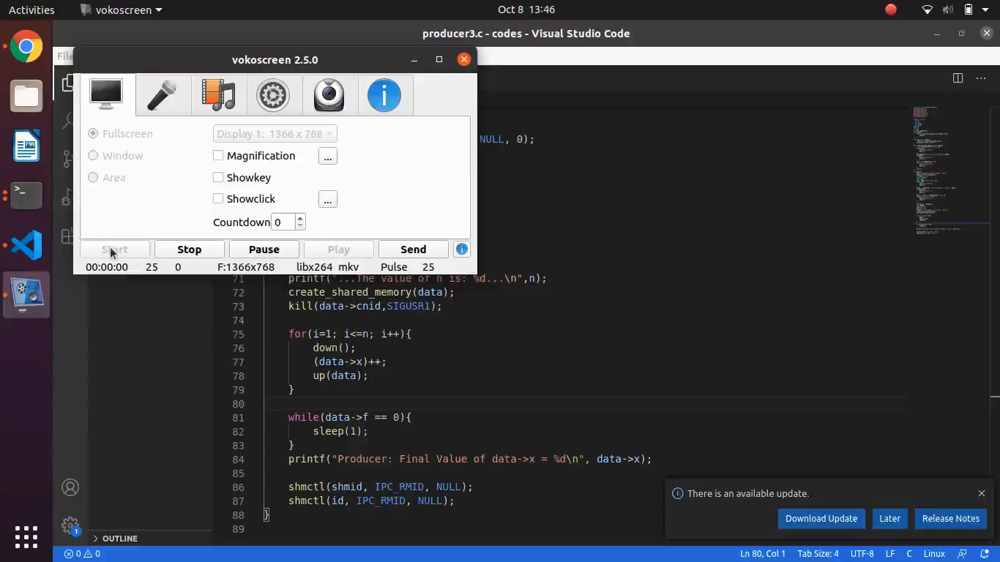 Activities vokoscreen Oct 8 13:46
producer3.c - codes - Visual Studio Code
File
vokoscreen 2.5.0
Fullscreen Display 1: 1366 x 768
Window Magnification ...
Area Showkey
Showclick ...
Countdown 0
Start Stop Pause Play Send
00:00:00 25 0 F:1366x768 libx264 mkv Pulse 25
NULL, 0);
71 printf("...The value of n is: %d...\n",n);
72 create_shared_memory(data);
73 kill(data->cnid,SIGUSR1);
74
75 for(i=1; i<=n; i++){
76 down();
77 (data->x)++;
78 up(data);
79 }
80
81 while(data->f == 0){
82 sleep(1);
83 }
84 printf("Producer: Final Value of data->x = %d\n", data->x);
85
86 shmctl(shmid, IPC_RMID, NULL);
87 shmctl(id, IPC_RMID, NULL);
88 }
89
There is an available update.
Download Update Later Release Notes
1
OUTLINE
0 0 Ln 80, Col 1 Tab Size: 4 UTF-8 LF C Linux